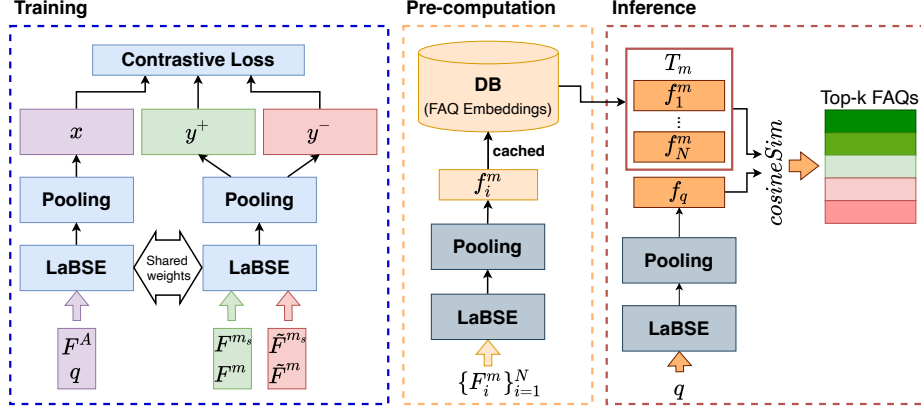 Training
Contrastive Loss
x
y⁺
y⁻
Pooling
Pooling
LaBSE
Shared
weights
LaBSE
F^A
q
F^{m_s}
F^m
F̃^{m_s}
F̃^m
Pre-computation
DB
(FAQ Embeddings)
cached
f_i^m
Pooling
LaBSE
{F_i^m}_{i=1}^N
Inference
T_m
f_1^m
⋮
f_N^m
f_q
Pooling
LaBSE
q
cosineSim
Top-k FAQs